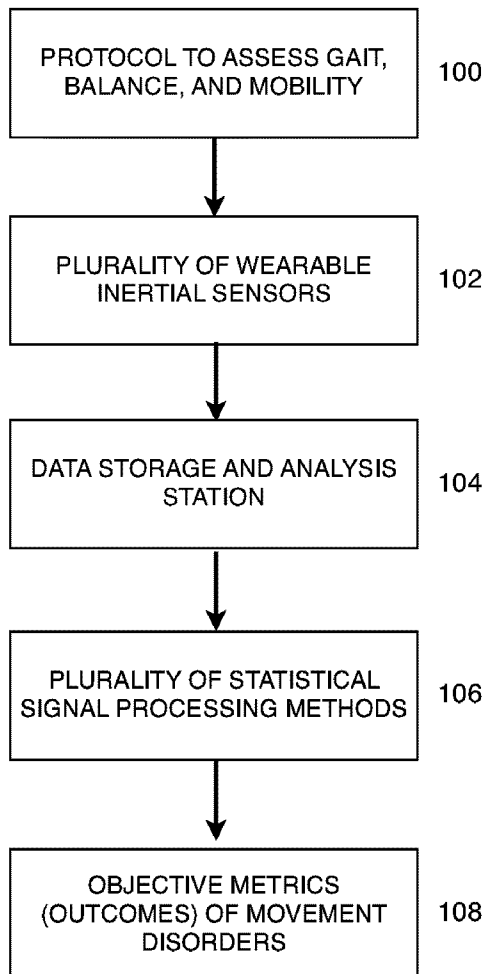 PROTOCOL TO ASSESS GAIT,
BALANCE, AND MOBILITY
100
PLURALITY OF WEARABLE
INERTIAL SENSORS
102
DATA STORAGE AND ANALYSIS
STATION
104
PLURALITY OF STATISTICAL
SIGNAL PROCESSING METHODS
106
OBJECTIVE METRICS
(OUTCOMES) OF MOVEMENT
DISORDERS
108